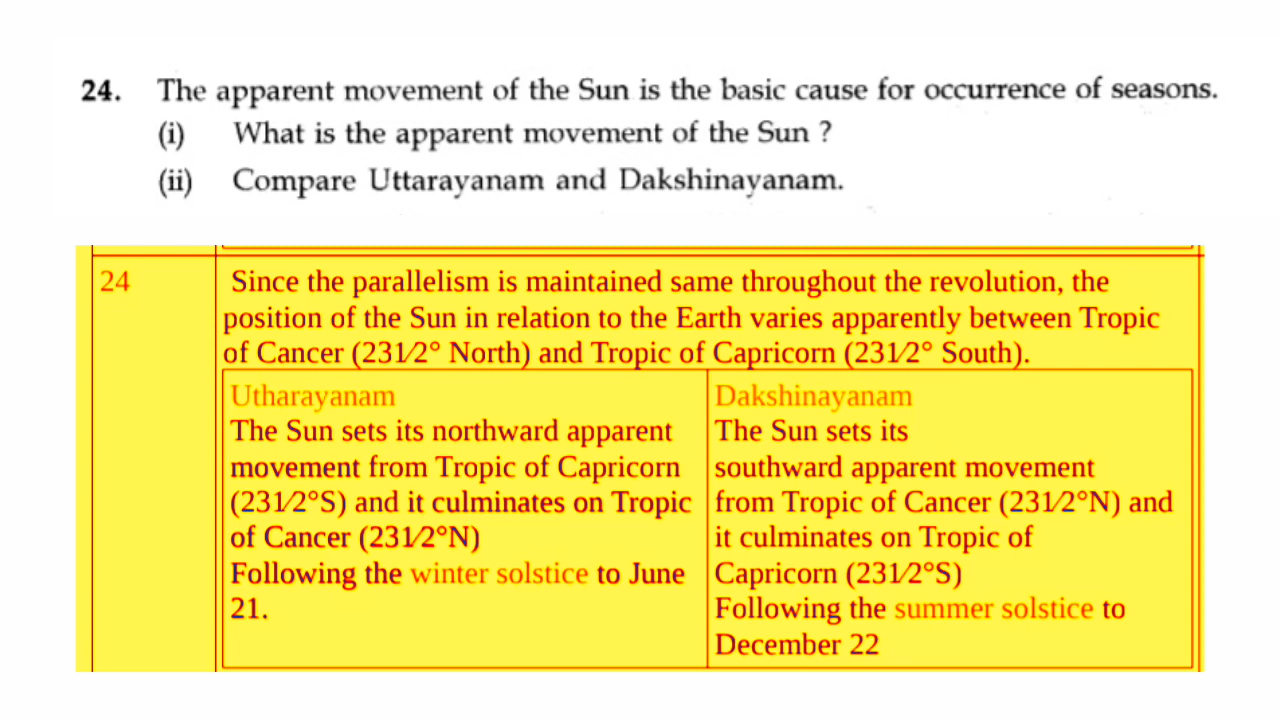 24. The apparent movement of the Sun is the basic cause for occurrence of seasons.
(i) What is the apparent movement of the Sun ?
(ii) Compare Uttarayanam and Dakshinayanam.
24 Since the parallelism is maintained same throughout the revolution, the
position of the Sun in relation to the Earth varies apparently between Tropic
of Cancer (231⁄2° North) and Tropic of Capricorn (231⁄2° South).
Utharayanam
The Sun sets its northward apparent
movement from Tropic of Capricorn
(231⁄2°S) and it culminates on Tropic
of Cancer (231⁄2°N)
Following the winter solstice to June
21.
Dakshinayanam
The Sun sets its
southward apparent movement
from Tropic of Cancer (231⁄2°N) and
it culminates on Tropic of
Capricorn (231⁄2°S)
Following the summer solstice to
December 22